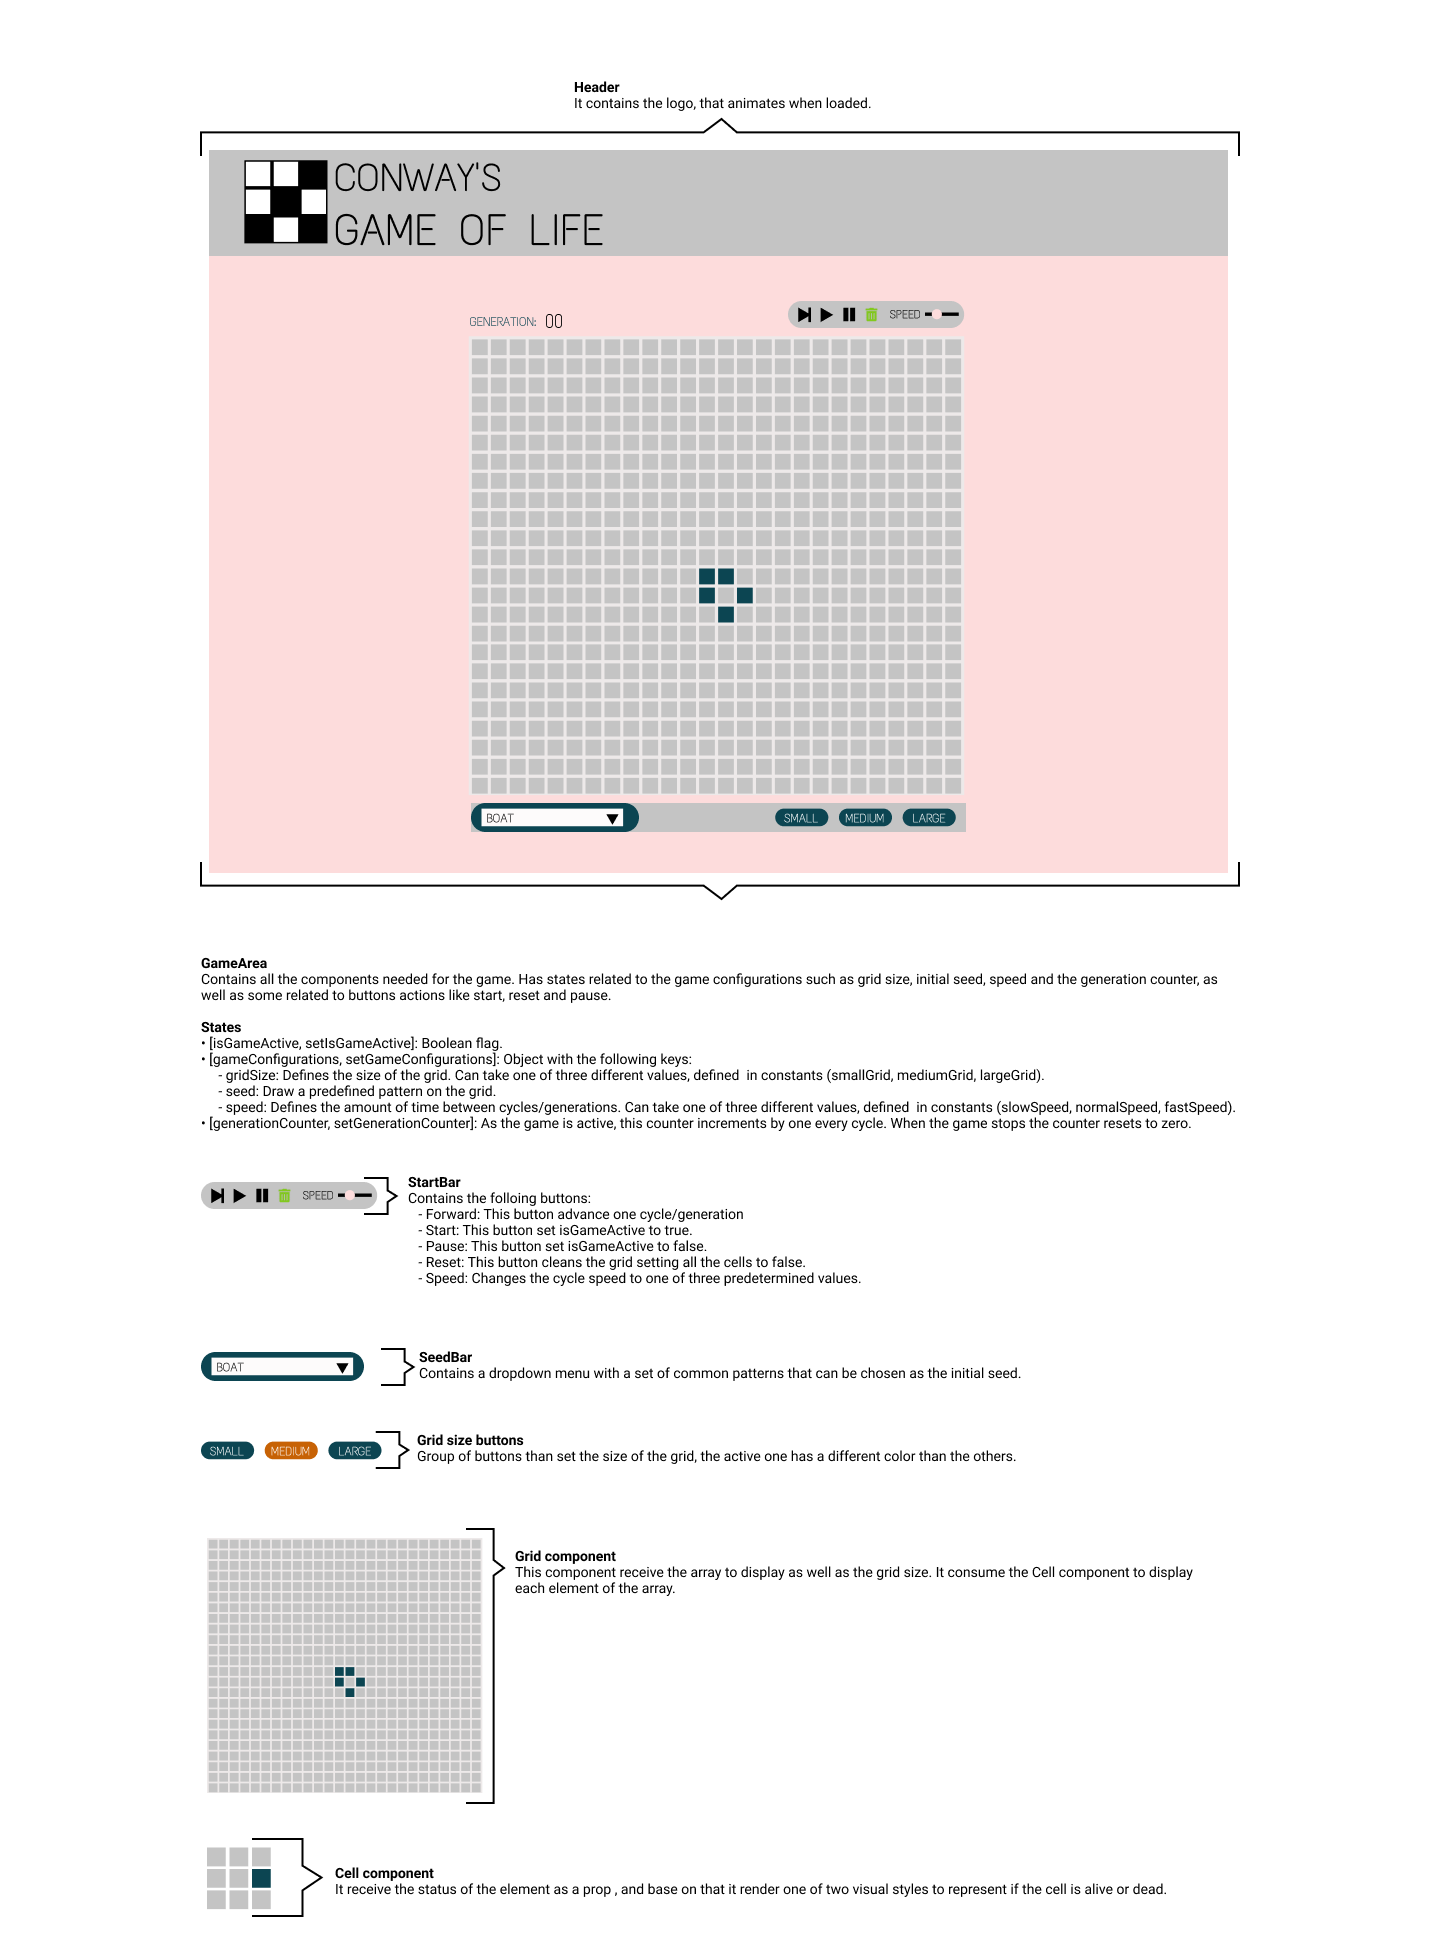 Header
It contains the logo, that animates when loaded.
CONWAY'S
GAME OF LIFE
GENERATION: 00
SPEED
BOAT
SMALL
MEDIUM
LARGE
GameArea
Contains all the components needed for the game. Has states related to the game configurations such as grid size, initial seed, speed and the generation counter, as
well as some related to buttons actions like start, reset and pause.
States
• [isGameActive, setIsGameActive]: Boolean flag.
• [gameConfigurations, setGameConfigurations]: Object with the following keys:
- gridSize: Defines the size of the grid. Can take one of three different values, defined  in constants (smallGrid, mediumGrid, largeGrid).
- seed: Draw a predefined pattern on the grid.
- speed: Defines the amount of time between cycles/generations. Can take one of three different values, defined  in constants (slowSpeed, normalSpeed, fastSpeed).
• [generationCounter, setGenerationCounter]: As the game is active, this counter increments by one every cycle. When the game stops the counter resets to zero.
SPEED
StartBar
Contains the folloing buttons:
- Forward: This button advance one cycle/generation
- Start: This button set isGameActive to true.
- Pause: This button set isGameActive to false.
- Reset: This button cleans the grid setting all the cells to false.
- Speed: Changes the cycle speed to one of three predetermined values.
BOAT
SeedBar
Contains a dropdown menu with a set of common patterns that can be chosen as the initial seed.
SMALL
MEDIUM
LARGE
Grid size buttons
Group of buttons than set the size of the grid, the active one has a different color than the others.
Grid component
This component receive the array to display as well as the grid size. It consume the Cell component to display
each element of the array.
Cell component
It receive the status of the element as a prop , and base on that it render one of two visual styles to represent if the cell is alive or dead.